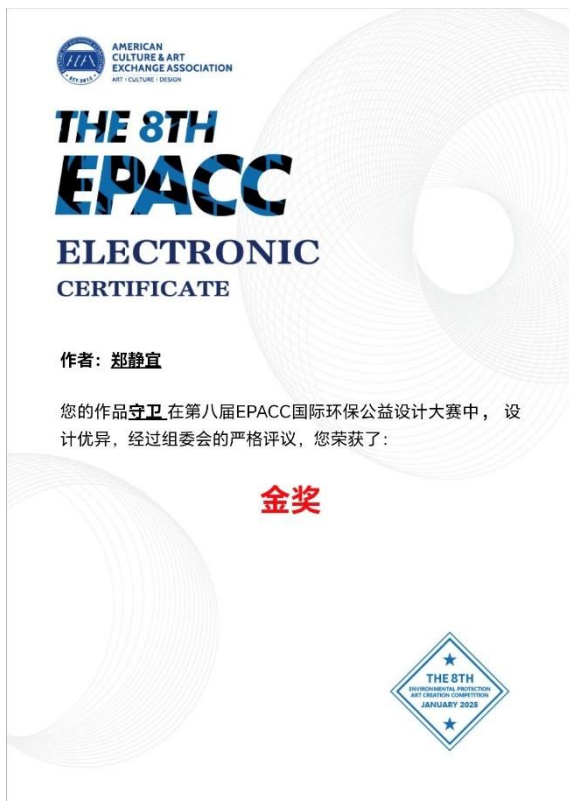 AMERICAN
CULTURE & ART
EXCHANGE ASSOCIATION
ART · CULTURE · DESIGN
EST.2012
THE 8TH
EPACC
ELECTRONIC
CERTIFICATE
作者：郑静宜
您的作品守卫 在第八届EPACC国际环保公益设计大赛中， 设
计优异，经过组委会的严格评议，您荣获了：
金奖
THE 8TH
ENVIRONMENTAL PROTECTION
ART CREATION COMPETITION
JANUARY 2025